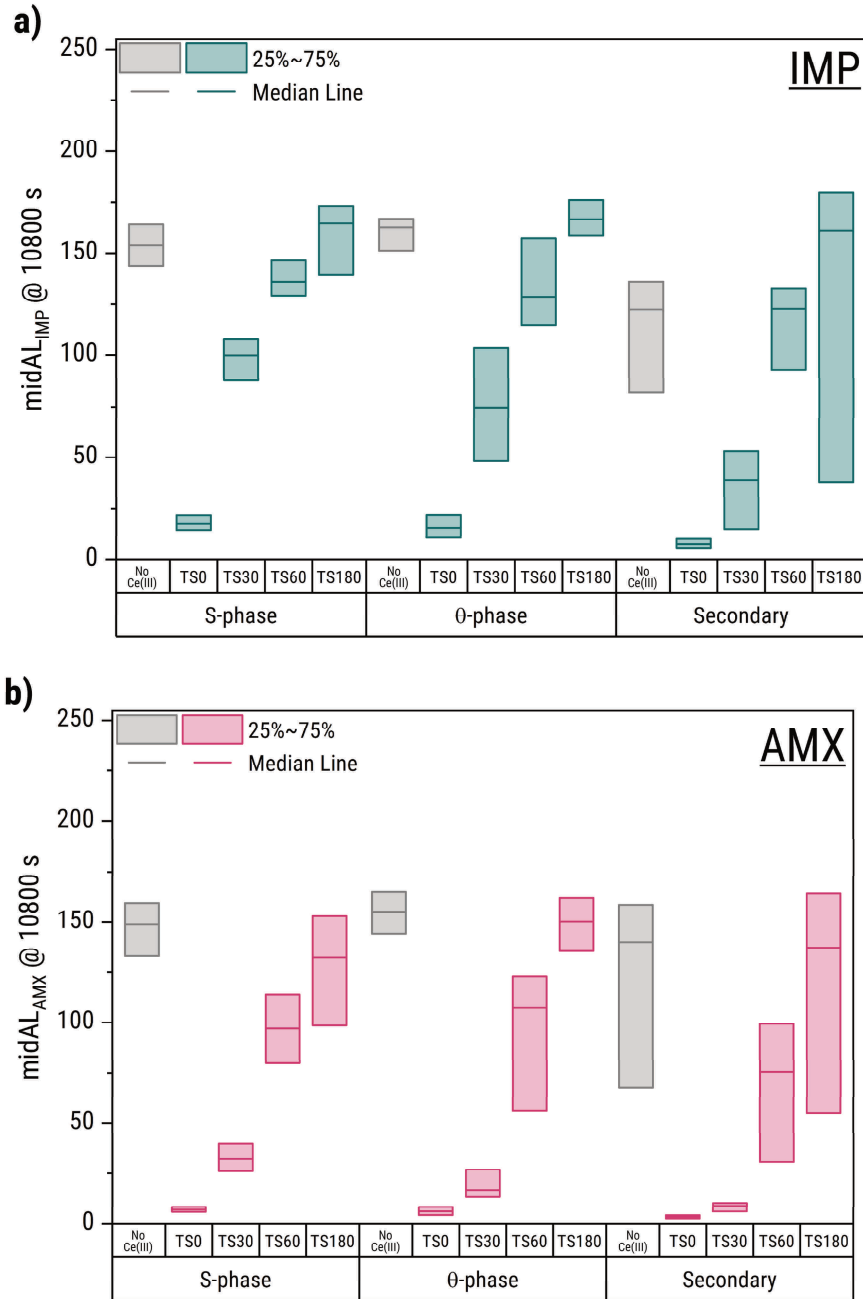 a)
250
25%~75%
IMP
Median Line
200
150
100
50
0
midAL_IMP @ 10800 s
No Ce(III) TS0 TS30 TS60 TS180 No Ce(III) TS0 TS30 TS60 TS180 No Ce(III) TS0 TS30 TS60 TS180
S-phase θ-phase Secondary
b)
250
25%~75%
AMX
Median Line
200
150
100
50
0
midAL_AMX @ 10800 s
No Ce(III) TS0 TS30 TS60 TS180 No Ce(III) TS0 TS30 TS60 TS180 No Ce(III) TS0 TS30 TS60 TS180
S-phase θ-phase Secondary